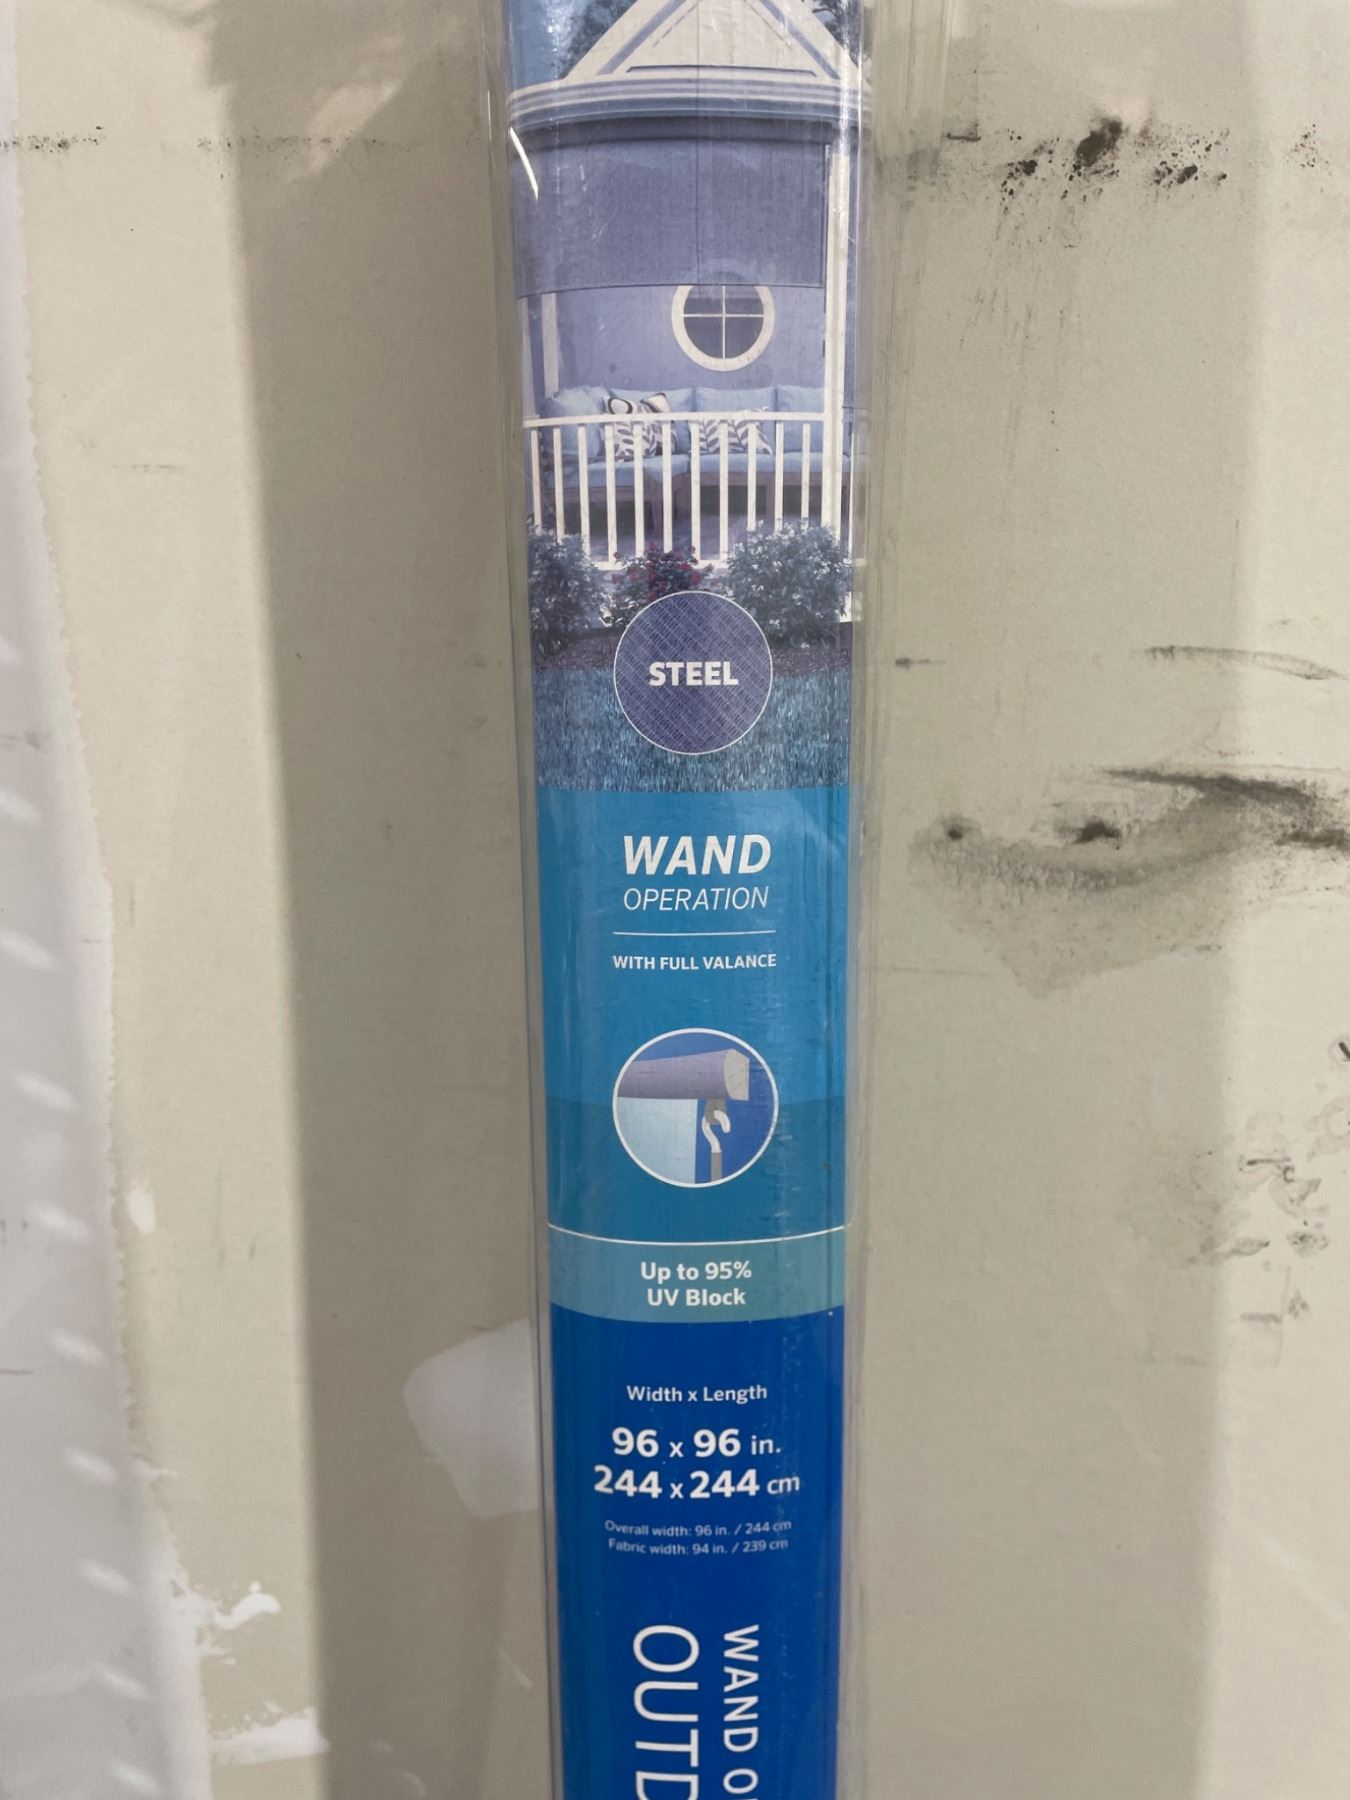 STEEL
WAND
OPERATION
WITH FULL VALANCE
Up to 95%
UV Block
Width x Length
96 x 96 in.
244 x 244 cm
Overall width: 96 in. / 244 cm
Fabric width: 94 in. / 239 cm
WAND O
OUTD